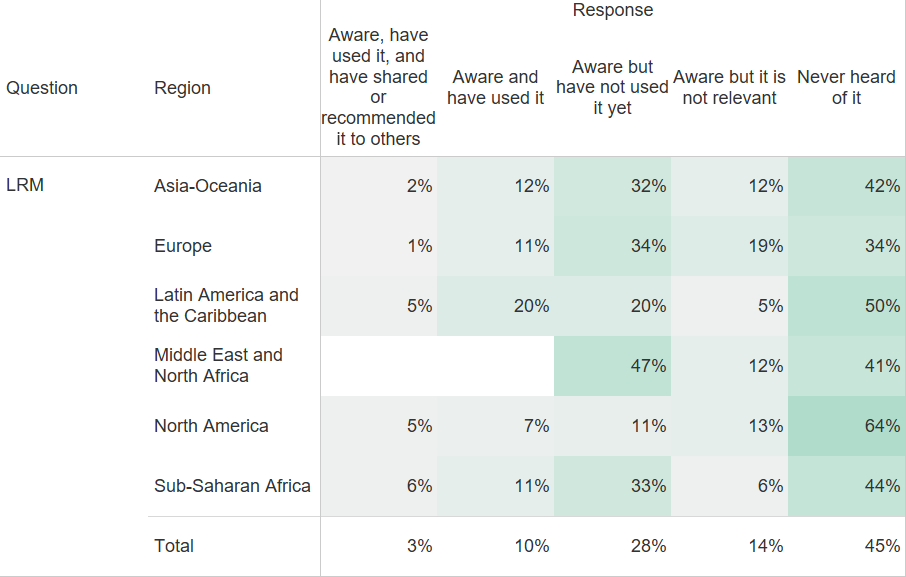 Response
Question
Region
Aware, have
used it, and
have shared
or
recommended
it to others
Aware and
have used it
Aware but
have not used
it yet
Aware but it is
not relevant
Never heard
of it
LRM
Asia-Oceania
2%
12%
32%
12%
42%
Europe
1%
11%
34%
19%
34%
Latin America and
the Caribbean
5%
20%
20%
5%
50%
Middle East and
North Africa
47%
12%
41%
North America
5%
7%
11%
13%
64%
Sub-Saharan Africa
6%
11%
33%
6%
44%
Total
3%
10%
28%
14%
45%